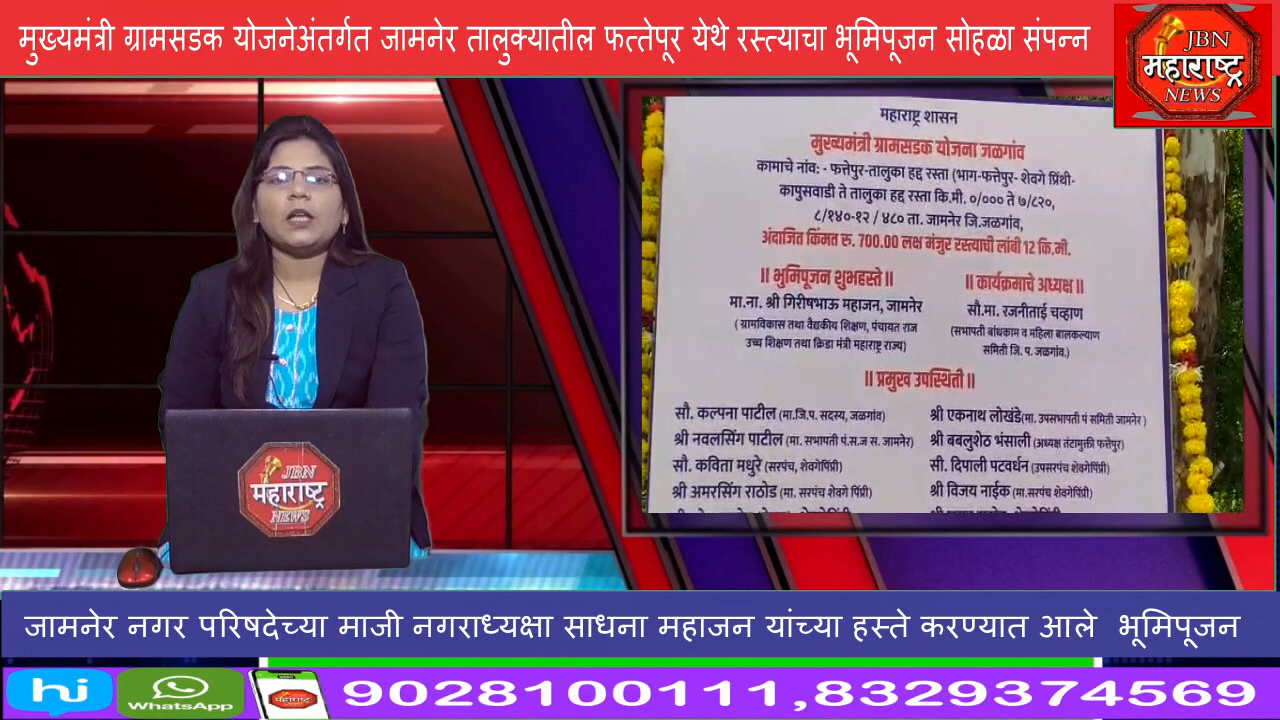 मुख्यमंत्री ग्रामसडक योजनेअंतर्गत जामनेर तालुक्यातील फत्तेपूर येथे रस्त्याचा भूमिपूजन सोहळा संपन्न
JBN
महाराष्ट्र
NEWS
महाराष्ट्र शासन
मुख्यमंत्री ग्रामसडक योजना जळगांव
कामाचे नांव: - फत्तेपुर-तालुका हद्द रस्ता (भाग-फत्तेपुर- शेवगे प्रिंथी-
कापुसवाडी ते तालुका हद्द रस्ता कि.मी. ०/००० ते ७/८२०,
८/१४०-१२ / ४८० ता. जामनेर जि.जळगांव,
अंदाजित किंमत रु. 700.00 लक्ष मंजुर रस्त्याची लांबी 12 कि.मी.
॥ भुमिपूजन शुभहस्ते ॥
मा.ना. श्री गिरीषभाऊ महाजन, जामनेर
( ग्रामविकास तथा वैद्यकीय शिक्षण, पंचायत राज
उच्च शिक्षण तथा क्रिडा मंत्री महाराष्ट्र राज्य)
॥ कार्यक्रमाचे अध्यक्ष ॥
सौ.मा. रजनीताई चव्हाण
(सभापती बांधकाम व महिला बालकल्याण
समिती जि. प. जळगांव.)
॥ प्रमुख उपस्थिती ॥
सौ. कल्पना पाटील (मा.जि.प. सदस्य, जळगांव)
श्री नवलसिंग पाटील (मा. सभापती पं.स.ज स. जामनेर)
सौ. कविता मधुरे (सरपंच, शेवगेपिंप्री)
श्री अमरसिंग राठोड (मा. सरपंच शेवगे पिंप्री)
श्री एकनाथ लोखंडे(मा. उपसभापती पं समिती जामनेर )
श्री बबलुशेठ भंसाली (अध्यक्ष तंटामुक्ती फत्तेपुर)
सी. दिपाली पटवर्धन (उपसरपंच शेवगेपिंप्री)
श्री विजय नाईक (मा.सरपंच शेवगेपिंप्री)
JBN
महाराष्ट्र
NEWS
जामनेर नगर परिषदेच्या माजी नगराध्यक्षा साधना महाजन यांच्या हस्ते करण्यात आले भूमिपूजन
hi
WhatsApp
महाराष्ट्र
9028100111,8329374569